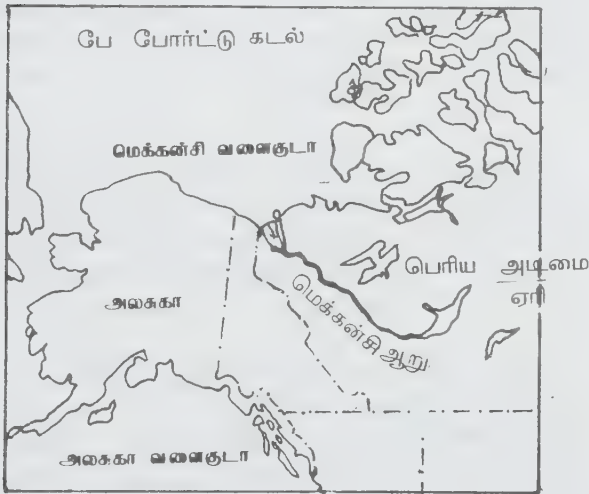 பே போர்ட்டு கடல்
மெக்கன்சி வளைகுடா
பெரிய அடிமை
ஏரி
அலசுகா
மெக்கன்சி ஆறு
அலசுகா வளைகுடா